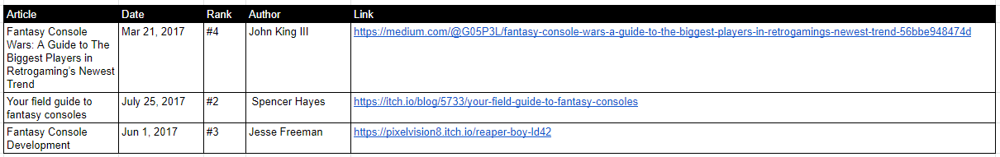 Article Date Rank Author Link
Fantasy Console Mar 21, 2017 #4 John King III https://medium.com/@G05P3L/fantasy-console-wars-a-guide-to-the-biggest-players-in-retrogamings-newest-trend-56bbe948474d
Wars: A Guide to The
Biggest Players in
Retrogaming’s Newest
Trend
Your field guide to July 25, 2017 #2 Spencer Hayes https://itch.io/blog/5733/your-field-guide-to-fantasy-consoles
fantasy consoles
Fantasy Console Jun 1, 2017 #3 Jesse Freeman https://pixelvision8.itch.io/reaper-boy-ld42
Development